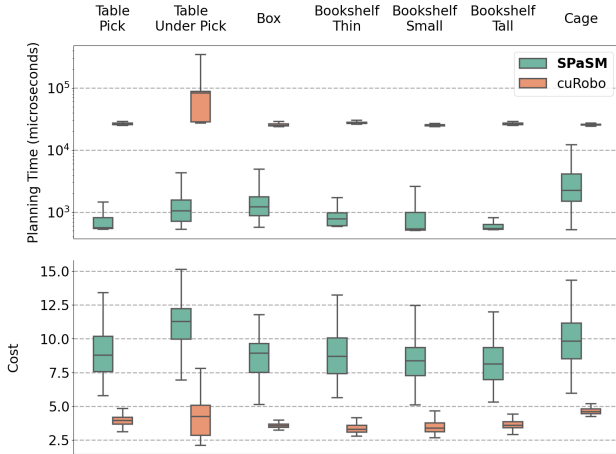 Table Pick
Table Under Pick
Box
Bookshelf Thin
Bookshelf Small
Bookshelf Tall
Cage
SPaSM
cuRobo
Planning Time (microseconds)
10^5
10^4
10^3
Cost
15.0
12.5
10.0
7.5
5.0
2.5